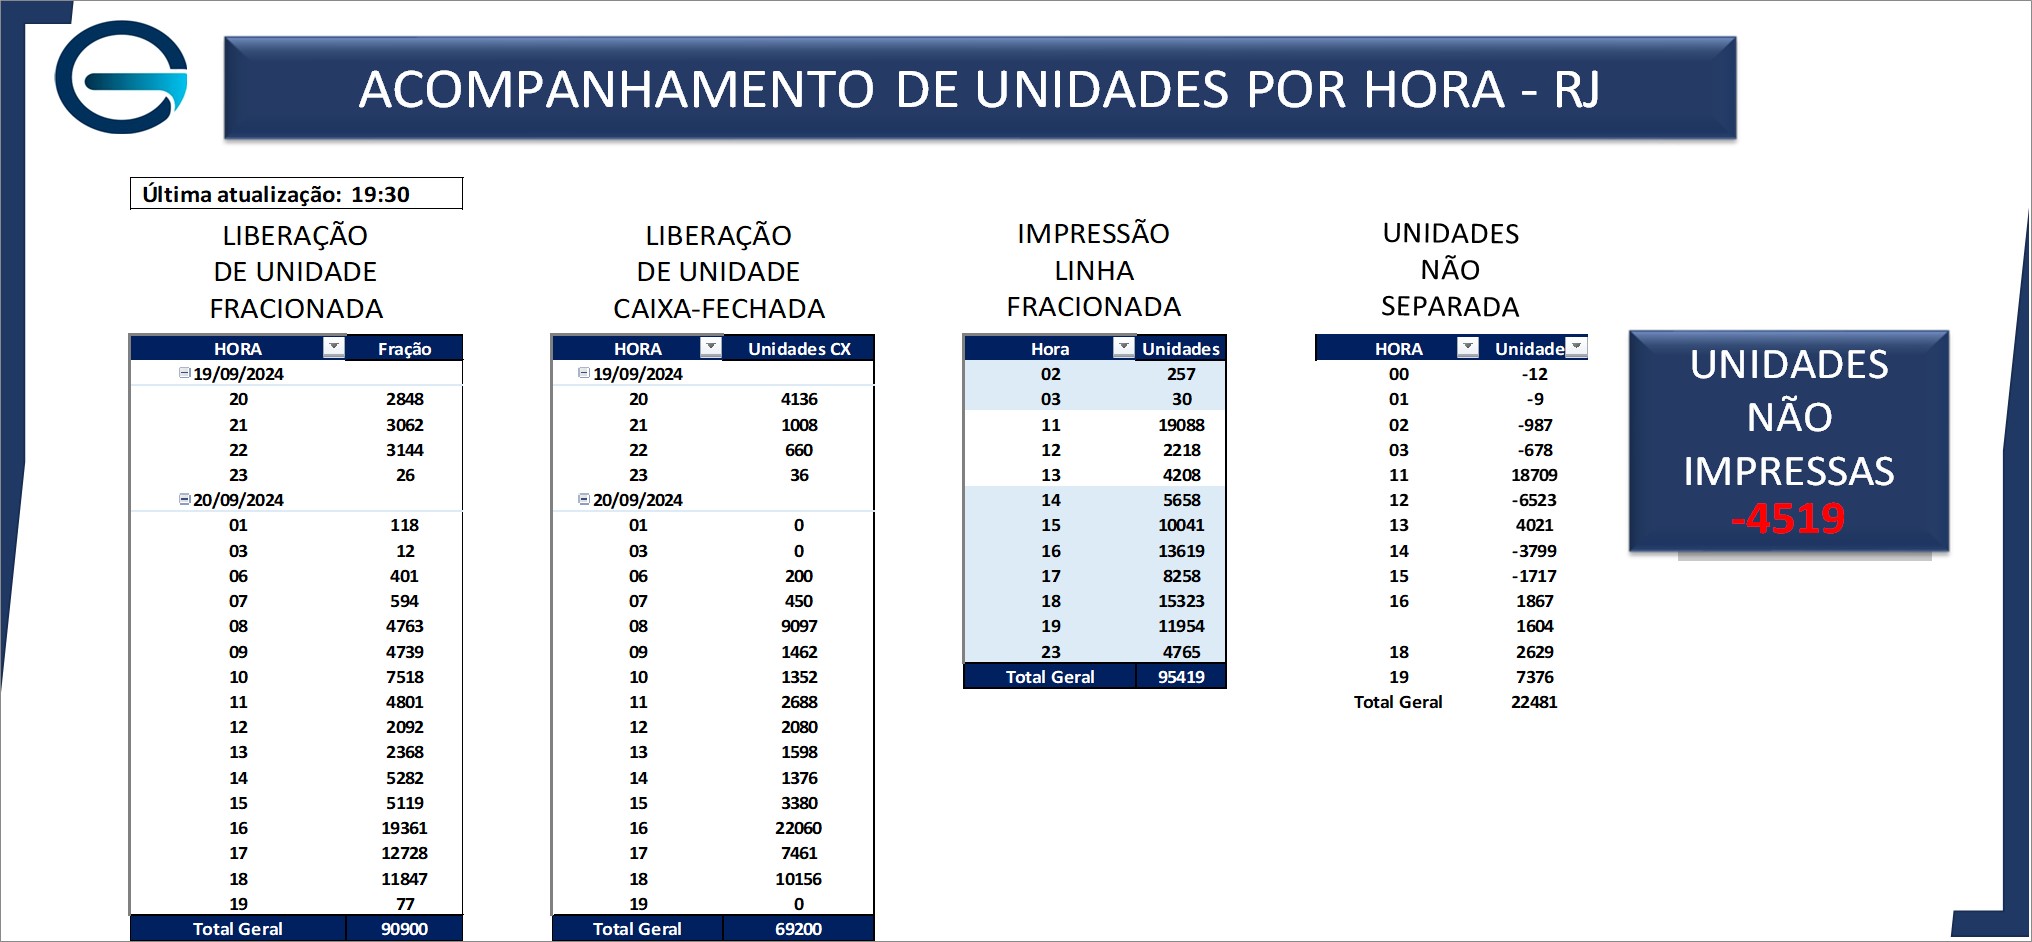 ACOMPANHAMENTO DE UNIDADES POR HORA - RJ
Última atualização: 19:30
LIBERAÇÃO
DE UNIDADE
FRACIONADA
HORA Fração
19/09/2024
20 2848
21 3062
22 3144
23 26
20/09/2024
01 118
03 12
06 401
07 594
08 4763
09 4739
10 7518
11 4801
12 2092
13 2368
14 5282
15 5119
16 19361
17 12728
18 11847
19 77
Total Geral 90900
LIBERAÇÃO
DE UNIDADE
CAIXA-FECHADA
HORA Unidades CX
19/09/2024
20 4136
21 1008
22 660
23 36
20/09/2024
01 0
03 0
06 200
07 450
08 9097
09 1462
10 1352
11 2688
12 2080
13 1598
14 1376
15 3380
16 22060
17 7461
18 10156
19 0
Total Geral 69200
IMPRESSÃO
LINHA
FRACIONADA
Hora Unidades
02 257
03 30
11 19088
12 2218
13 4208
14 5658
15 10041
16 13619
17 8258
18 15323
19 11954
23 4765
Total Geral 95419
UNIDADES
NÃO
SEPARADA
HORA Unidade
00 -12
01 -9
02 -987
03 -678
11 18709
12 -6523
13 4021
14 -3799
15 -1717
16 1867
1604
18 2629
19 7376
Total Geral 22481
UNIDADES
NÃO
IMPRESSAS
-4519